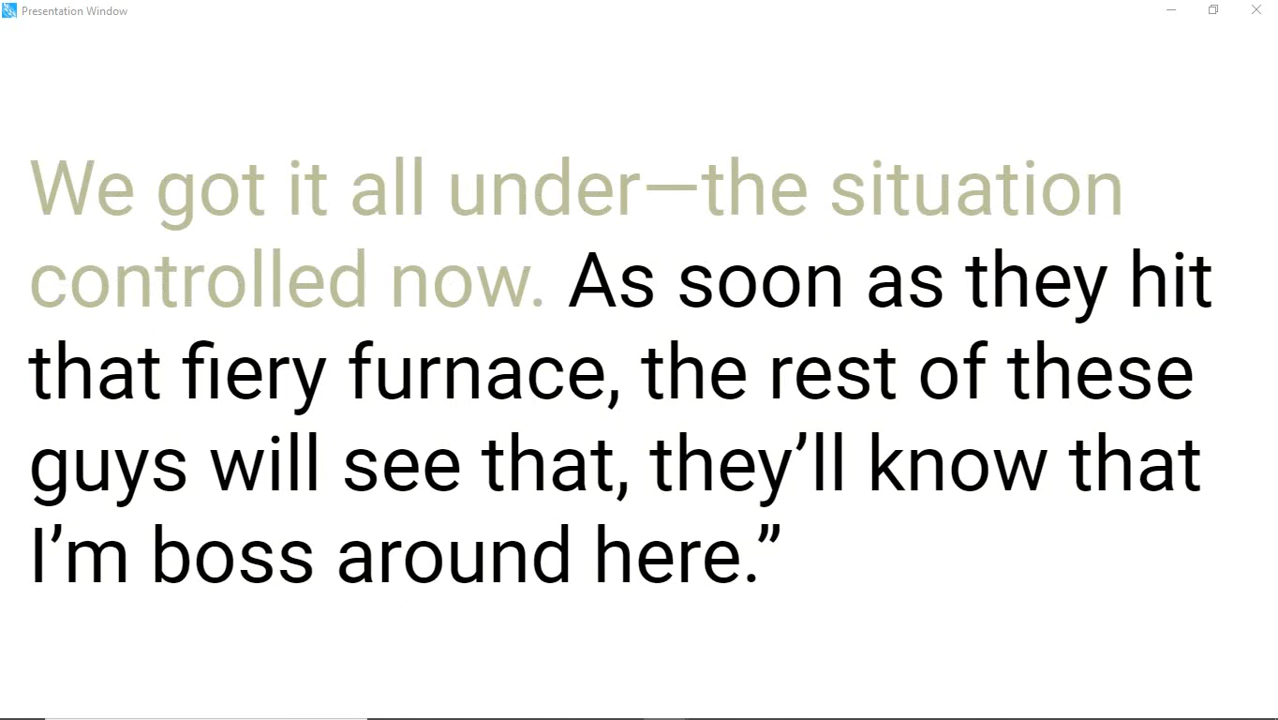 Presentation Window
We got it all under—the situation
controlled now. As soon as they hit
that fiery furnace, the rest of these
guys will see that, they’ll know that
I’m boss around here.”